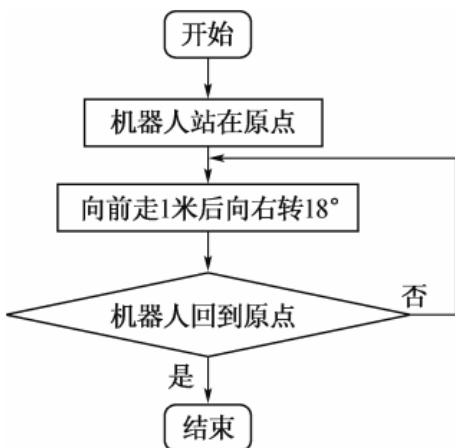 开始
机器人站在原点
向前走1米后向右转18°
机器人回到原点
否
是
结束